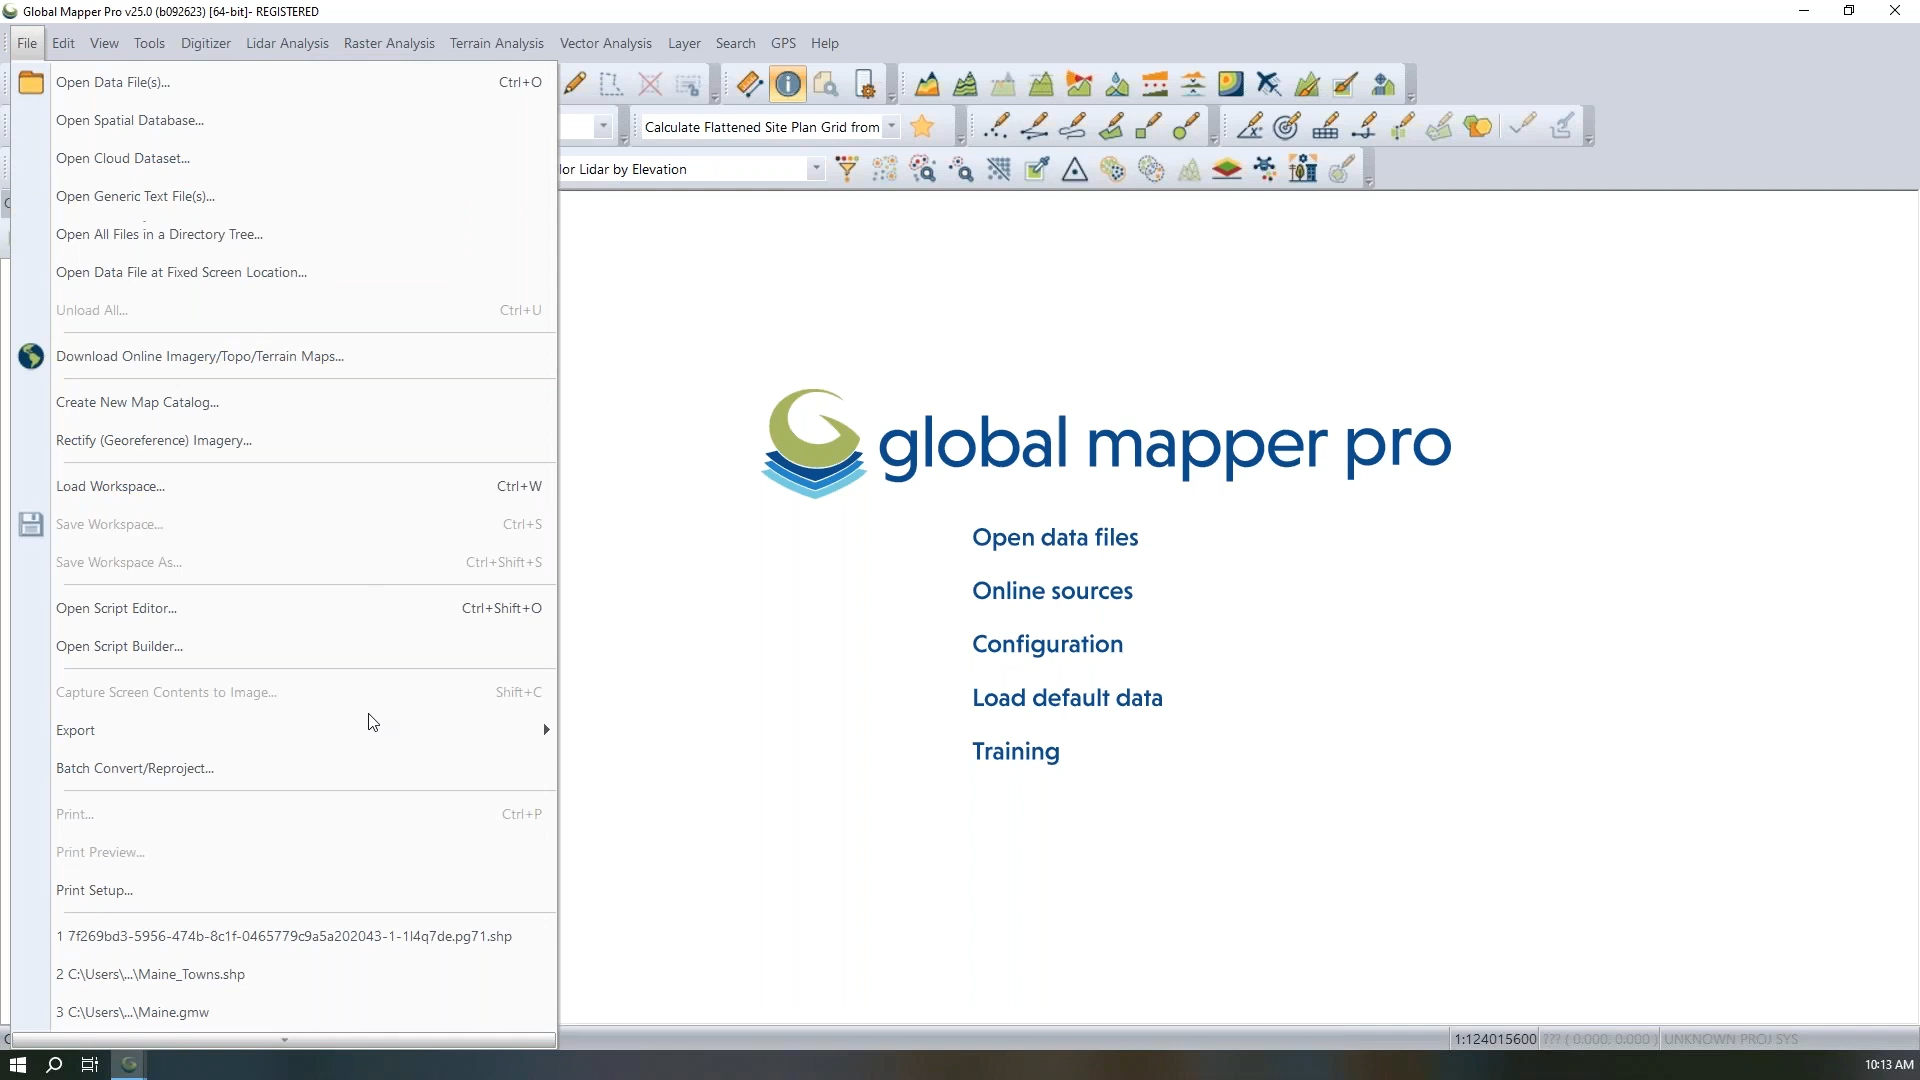 Global Mapper Pro v25.0 (b092623) [64-bit]- REGISTERED
File Edit View Tools Digitizer Lidar Analysis Raster Analysis Terrain Analysis Vector Analysis Layer Search GPS Help
Open Data File(s)... Ctrl+O
Open Spatial Database...
Calculate Flattened Site Plan Grid from
Open Cloud Dataset...
lor Lidar by Elevation
Open Generic Text File(s)...
Open All Files in a Directory Tree...
Open Data File at Fixed Screen Location...
Unload All... Ctrl+U
Download Online Imagery/Topo/Terrain Maps...
Create New Map Catalog...
Rectify (Georeference) Imagery...
Load Workspace... Ctrl+W
Save Workspace... Ctrl+S
Save Workspace As... Ctrl+Shift+S
Open Script Editor... Ctrl+Shift+O
Open Script Builder...
Capture Screen Contents to Image... Shift+C
Export
Batch Convert/Reproject...
Print... Ctrl+P
Print Preview...
Print Setup...
1 7f269bd3-5956-474b-8c1f-0465779c9a5a202043-1-1l4q7de.pg71.shp
2 C:\Users\...\Maine_Towns.shp
3 C:\Users\...\Maine.gmw
global mapper pro
Open data files
Online sources
Configuration
Load default data
Training
1:124015600 ??? ( 0.000, 0.000 ) UNKNOWN PROJ SYS
10:13 AM